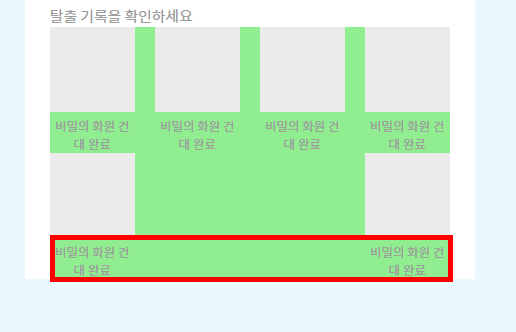 탈출 기록을 확인하세요
비밀의 화원 건 비밀의 화원 건 비밀의 화원 건 비밀의 화원 건
대 완료 대 완료 대 완료 대 완료
비밀의 화원 건 비밀의 화원 건
대 완료 대 완료